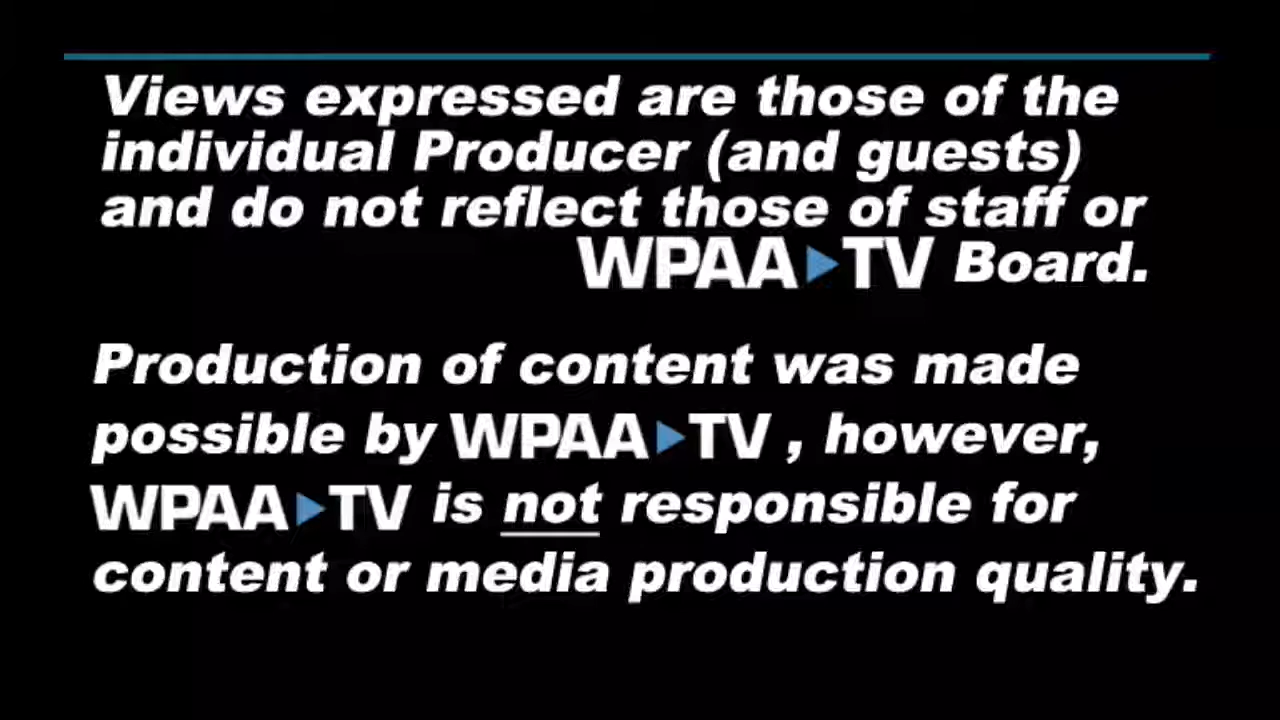 Views expressed are those of the
individual Producer (and guests)
and do not reflect those of staff or
WPAA▶TV Board.
Production of content was made
possible by WPAA▶TV , however,
WPAA▶TV is not responsible for
content or media production quality.